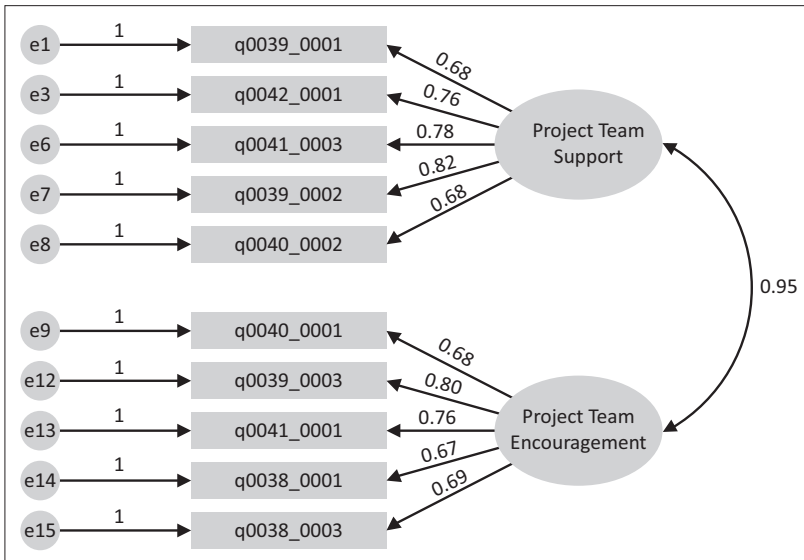 e1 1 q0039_0001 0.68
e3 1 q0042_0001 0.76
e6 1 q0041_0003 0.78
e7 1 q0039_0002 0.82
e8 1 q0040_0002 0.68
Project Team
Support
0.95
e9 1 q0040_0001 0.68
e12 1 q0039_0003 0.80
e13 1 q0041_0001 0.76
e14 1 q0038_0001 0.67
e15 1 q0038_0003 0.69
Project Team
Encouragement